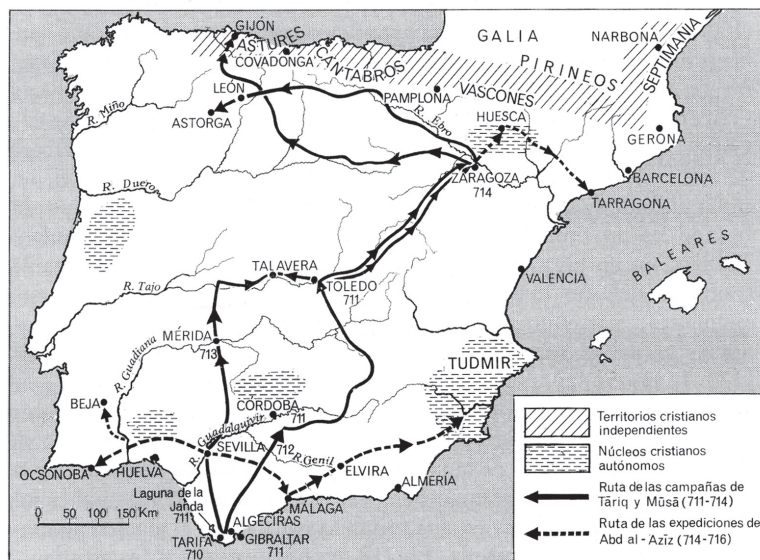 GIJÓN
ASTURES
COVADONGA
CÁNTABROS
GALIA
NARBONA
SEPTIMANIA
PIRINEOS
LEÓN
PAMPLONA
VASCONES
R. Miño
ASTORGA
R. Ebro
HUESCA
GERONA
ZARAGOZA
714
BARCELONA
R. Duero
TARRAGONA
BALEARES
TALAVERA
R. Tajo
TOLEDO
711
VALENCIA
MÉRIDA
713
R. Guadiana
TUDMIR
BEJA
CÓRDOBA
711
R. Guadalquivir
SEVILLA
712
R. Genil
ELVIRA
OCSÓNOBA
HUELVA
ALMERÍA
Laguna de la
Janda
711
MÁLAGA
0 50 100 150 Km
ALGECIRAS
TARIFA
710
GIBRALTAR
711
Territorios cristianos
independientes
Núcleos cristianos
autónomos
Ruta de las campañas de
Tāriq y Mūsā (711-714)
Ruta de las expediciones de
Abd al-Azīz (714-716)